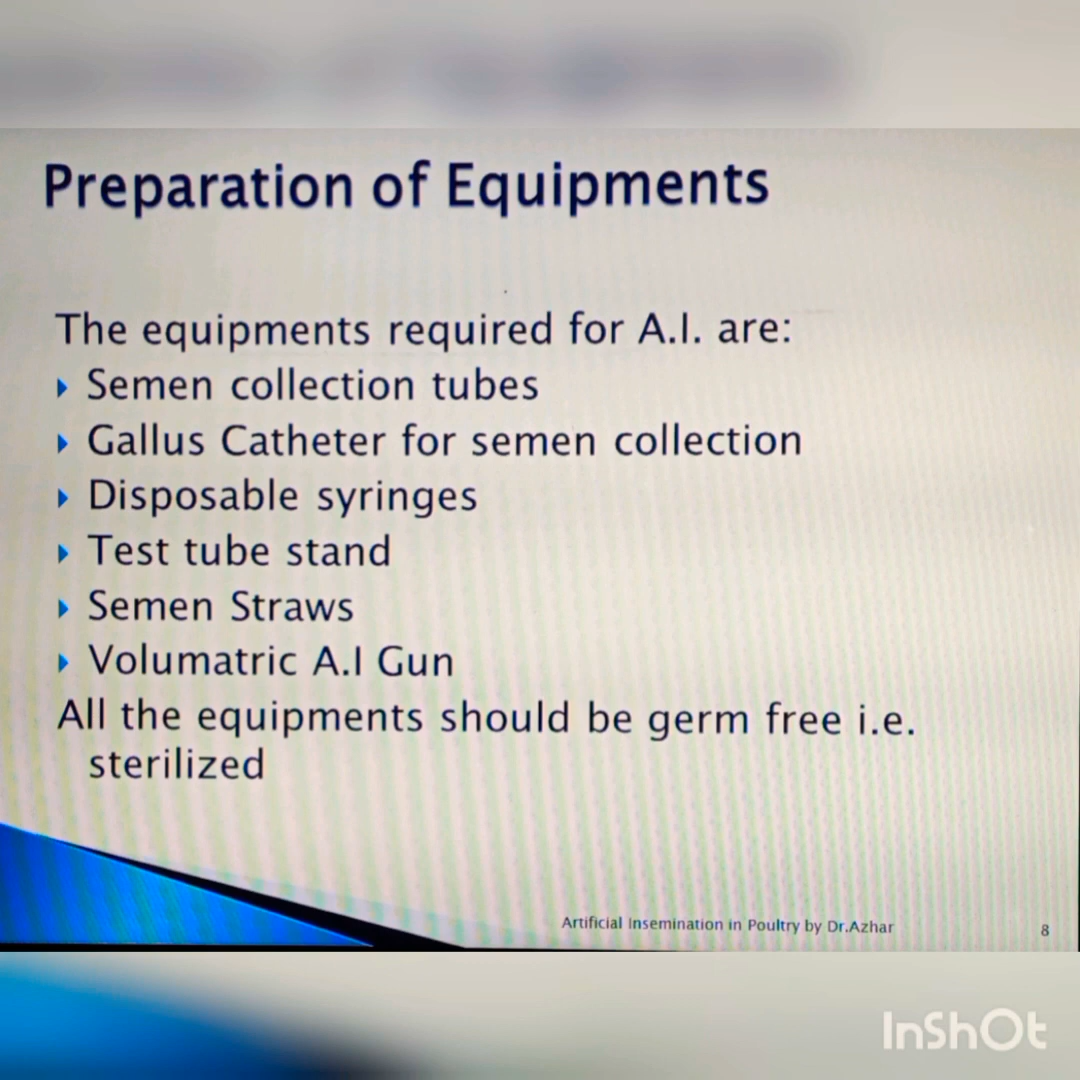 Preparation of Equipments
The equipments required for A.I. are:
Semen collection tubes
Gallus Catheter for semen collection
Disposable syringes
Test tube stand
Semen Straws
Volumatric A.I Gun
All the equipments should be germ free i.e.
sterilized
Artificial Insemination in Poultry by Dr.Azhar
8
InShOt